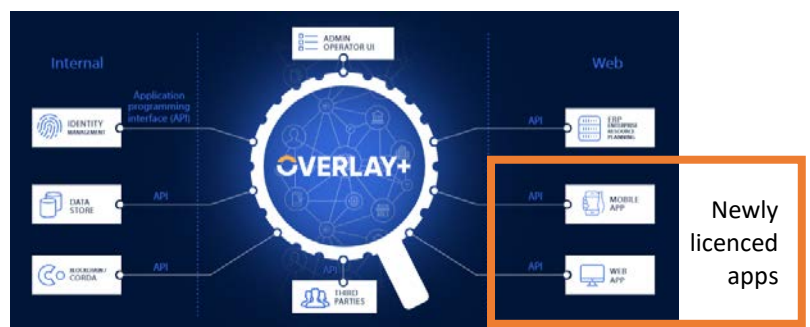 ADMIN
OPERATOR UI
Internal
Web
Application
programming
interface (API)
IDENTITY
MANAGEMENT
API
ERP
ENTERPRISE
RESOURCE
PLANNING
OVERLAY+
API
DATA
STORE
API
MOBILE
APP
Newly
licenced
apps
API
BLOCKCHAIN/
CORDA
API
WEB
APP
API
THIRD
PARTIES